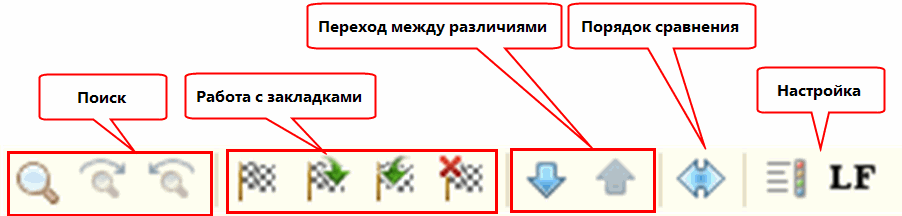 Переход между различиями
Порядок сравнения
Поиск
Работа с закладками
Настройка
LF